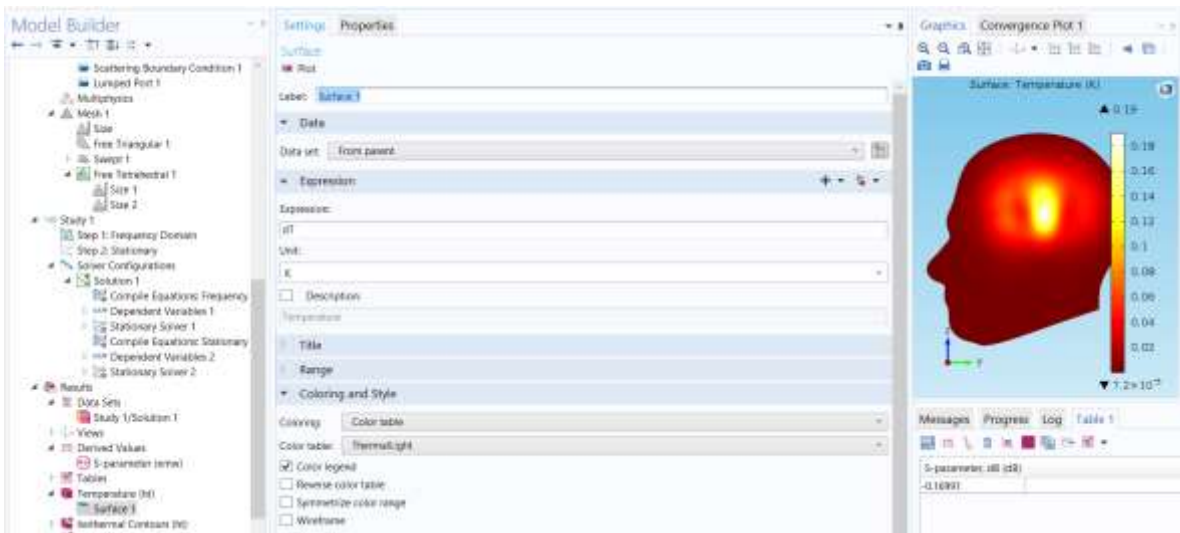 Model Builder
Scattering Boundary Condition 1
Lumped Port 1
Multiphysics
Mesh 1
Size
Free Triangular 1
Swept 1
Free Tetrahedral 1
Size 1
Size 2
Study 1
Step 1: Frequency Domain
Step 2: Stationary
Solver Configurations
Solution 1
Compile Equations: Frequency
Dependent Variables 1
Stationary Solver 1
Compile Equations: Stationary
Dependent Variables 2
Stationary Solver 2
Results
Data Sets
Study 1/Solution 1
Views
Derived Values
S-parameter (emw)
Tables
Temperature (ht)
Surface 1
Isothermal Contours (ht)
Settings Properties
Surface
Plot
Label: Surface 1
Data
Data set: From parent
Expression
Expression:
dT
Unit:
K
Description:
Temperature
Title
Range
Coloring and Style
Coloring: Color table
Color table: ThermalLight
Color legend
Reverse color table
Symmetrize color range
Wireframe
Graphics Convergence Plot 1
Surface: Temperature (K)
▲ 0.19
0.18
0.16
0.14
0.12
0.1
0.08
0.06
0.04
0.02
z
y
Messages Progress Log Table 1
S-parameter, dB (dB)
-0.16991